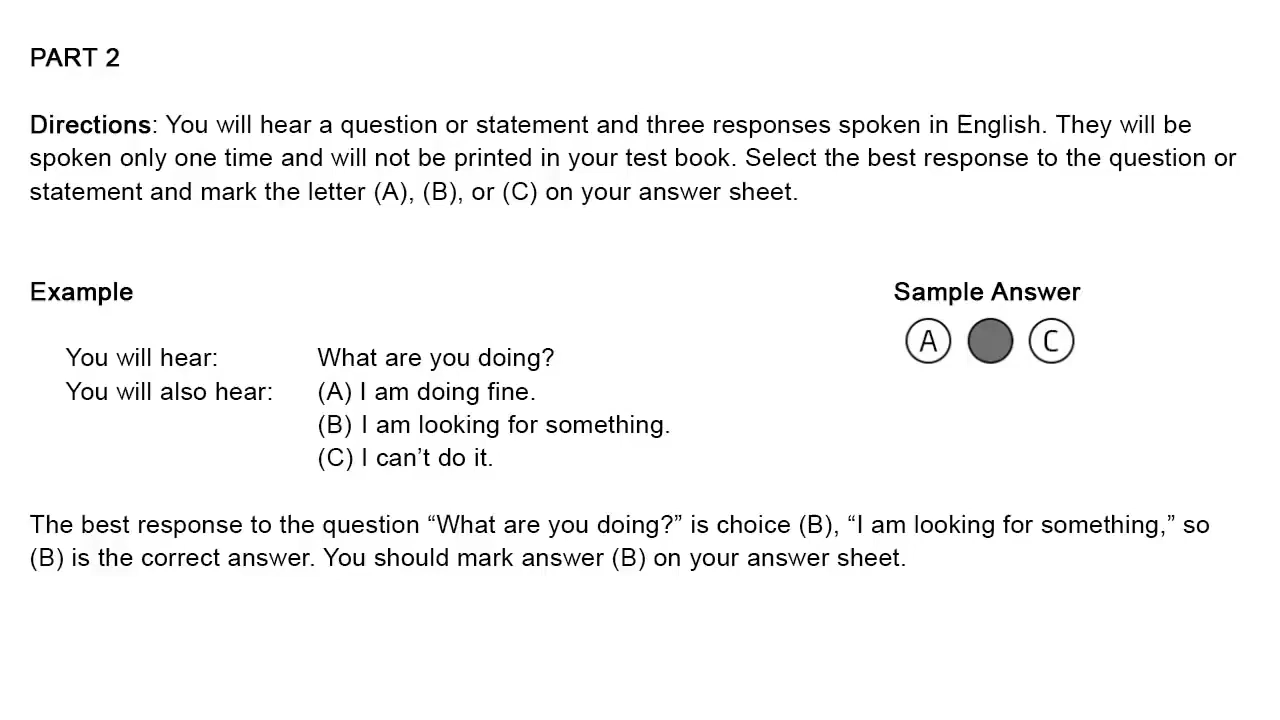 PART 2
Directions: You will hear a question or statement and three responses spoken in English. They will be
spoken only one time and will not be printed in your test book. Select the best response to the question or
statement and mark the letter (A), (B), or (C) on your answer sheet.
Example
Sample Answer
A C
You will hear: What are you doing?
You will also hear: (A) I am doing fine.
(B) I am looking for something.
(C) I can’t do it.
The best response to the question “What are you doing?” is choice (B), “I am looking for something,” so
(B) is the correct answer. You should mark answer (B) on your answer sheet.